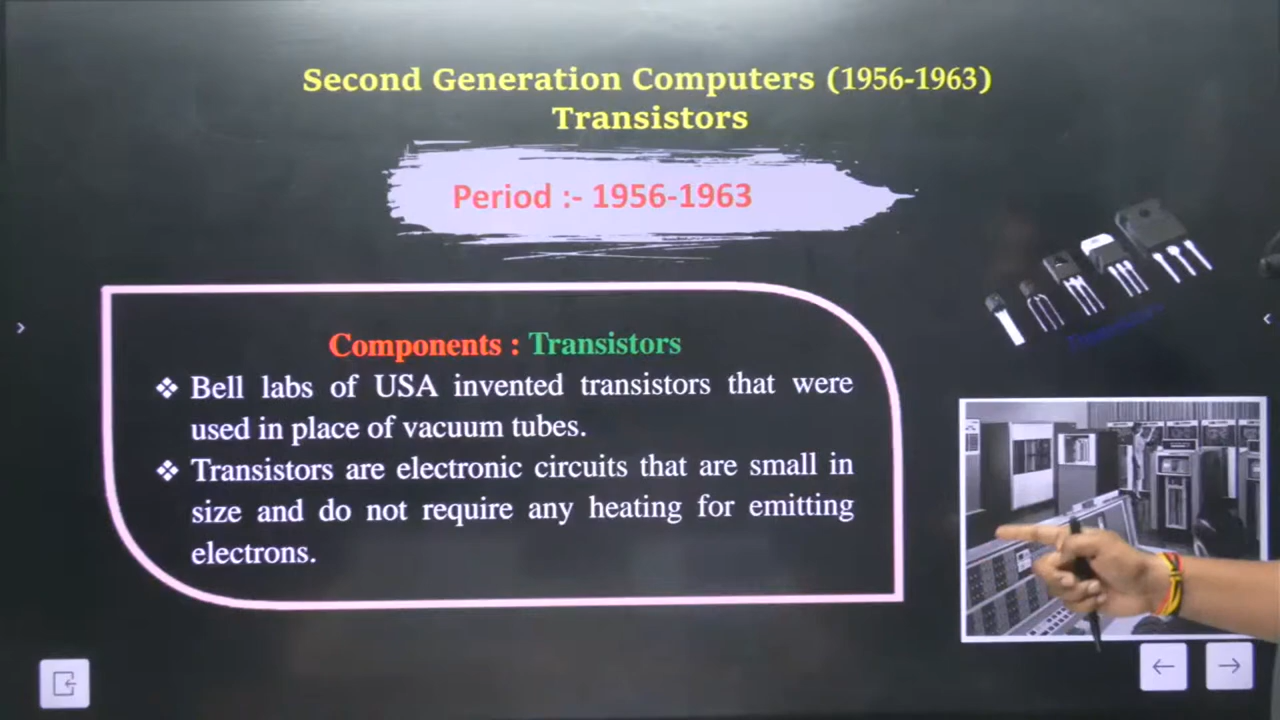 Second Generation Computers (1956-1963)
Transistors
Period :- 1956-1963
Components : Transistors
❖ Bell labs of USA invented transistors that were
used in place of vacuum tubes.
❖ Transistors are electronic circuits that are small in
size and do not require any heating for emitting
electrons.